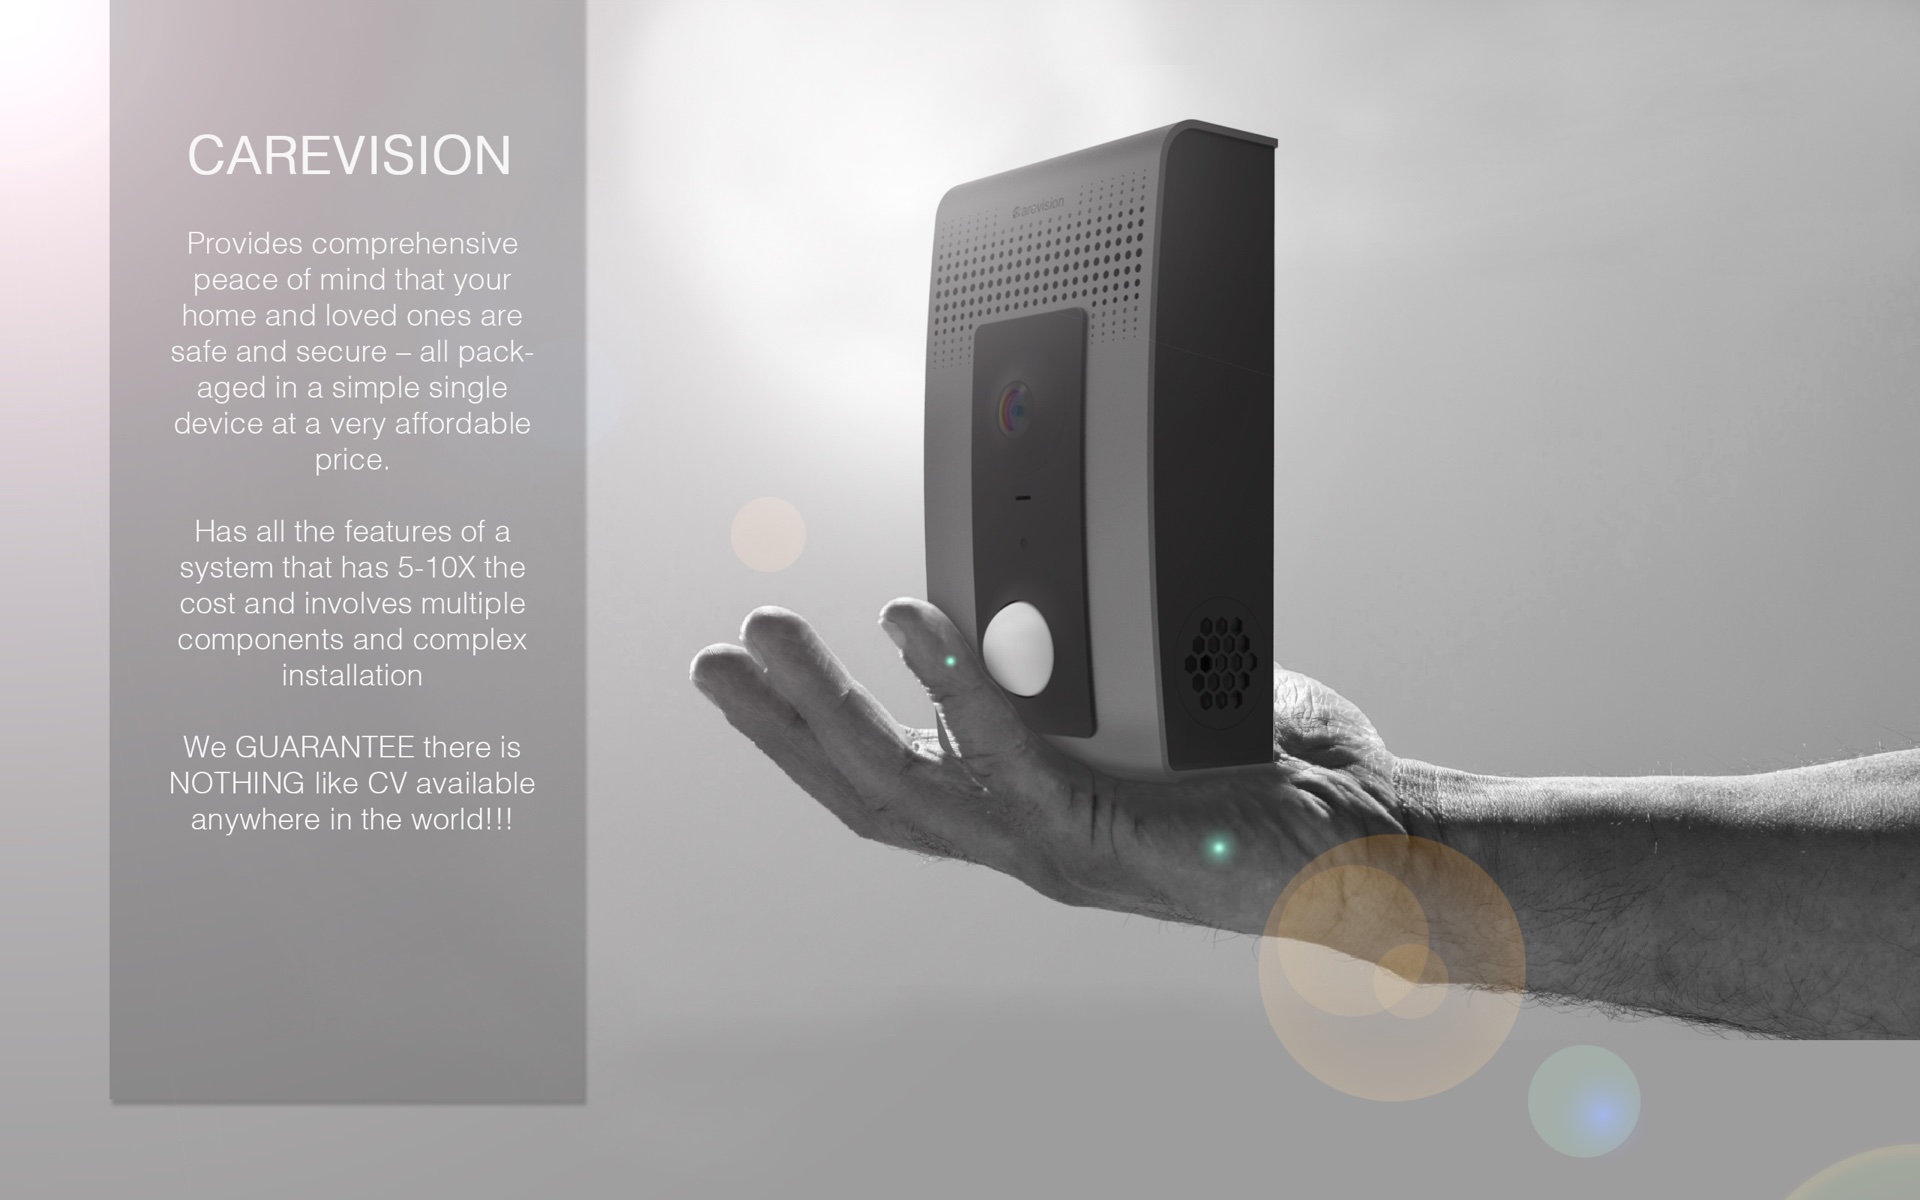 CAREVISION
Provides comprehensive
peace of mind that your
home and loved ones are
safe and secure – all pack-
aged in a simple single
device at a very affordable
price.
Has all the features of a
system that has 5-10X the
cost and involves multiple
components and complex
installation
We GUARANTEE there is
NOTHING like CV available
anywhere in the world!!!
Carevision